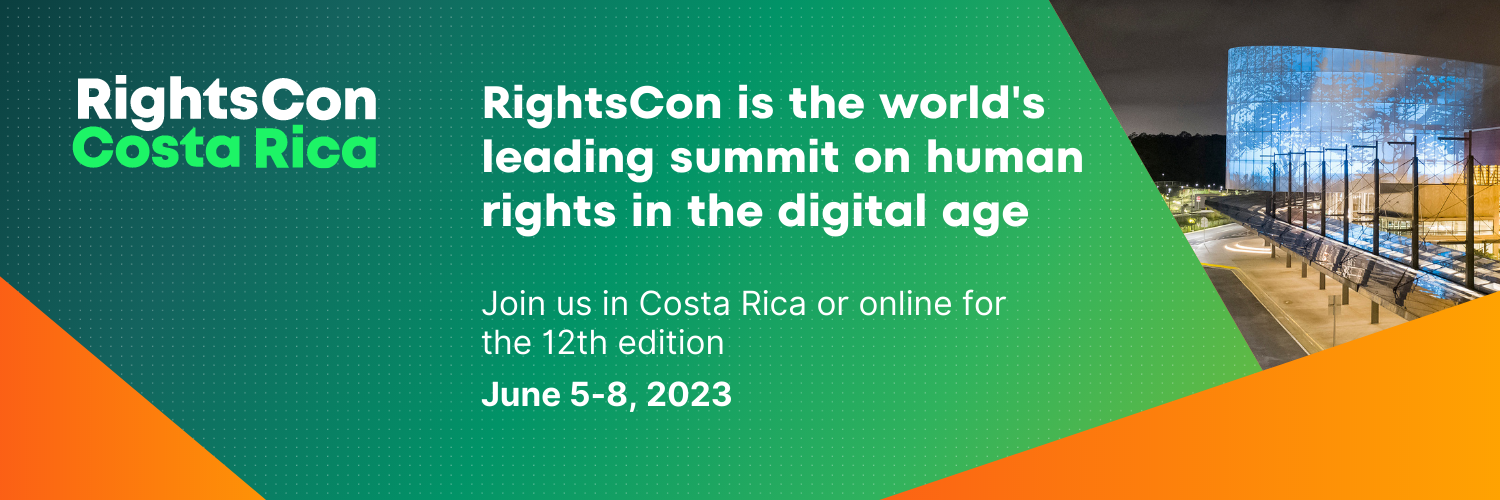 RightsCon
Costa Rica
RightsCon is the world's
leading summit on human
rights in the digital age
Join us in Costa Rica or online for
the 12th edition
June 5-8, 2023